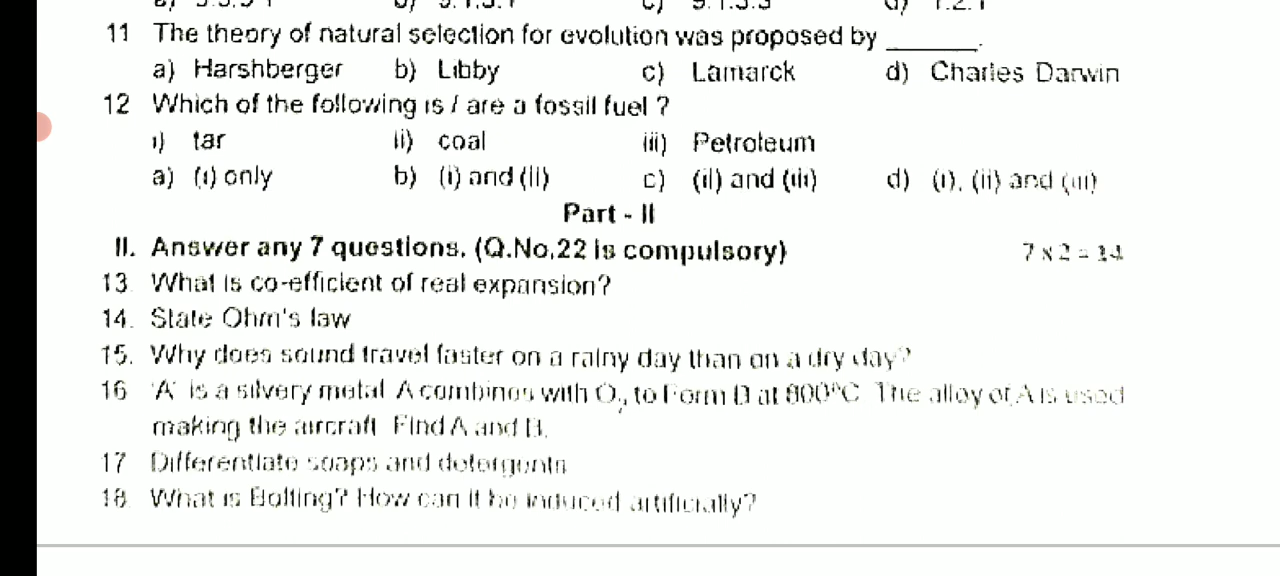 11 The theory of natural selection for evolution was proposed by ______.
a) Harshberger b) Libby c) Lamarck d) Charles Darwin
12 Which of the following is / are a fossil fuel ?
i) tar ii) coal iii) Petroleum
a) (i) only b) (i) and (ii) c) (ii) and (iii) d) (i), (ii) and (iii)
Part - II
II. Answer any 7 questions. (Q.No.22 is compulsory) 7 x 2 = 14
13. What is co-efficient of real expansion?
14. State Ohm's law
15. Why does sound travel faster on a rainy day than on a dry day?
16 'A' is a silvery metal A combines with O₂, to Form B at 800°C The alloy of A is used
making the aircraft Find A and B.
17 Differentiate soaps and detergents
18. What is Bolting? How can it be induced artificially?